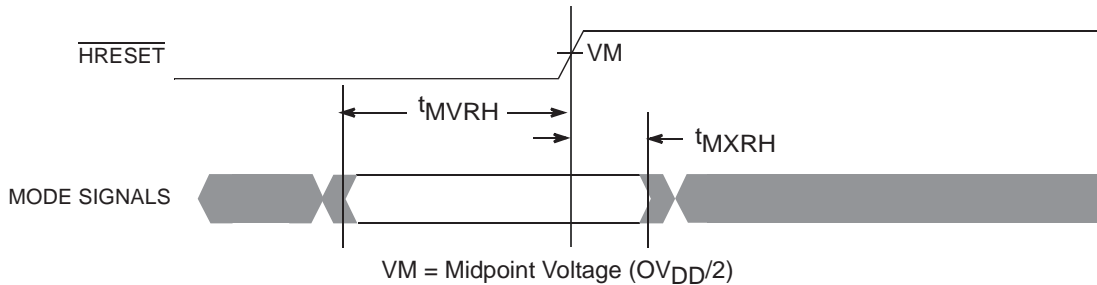 HRESET
VM
tMVRH
tMXRH
MODE SIGNALS
VM = Midpoint Voltage (OVDD/2)